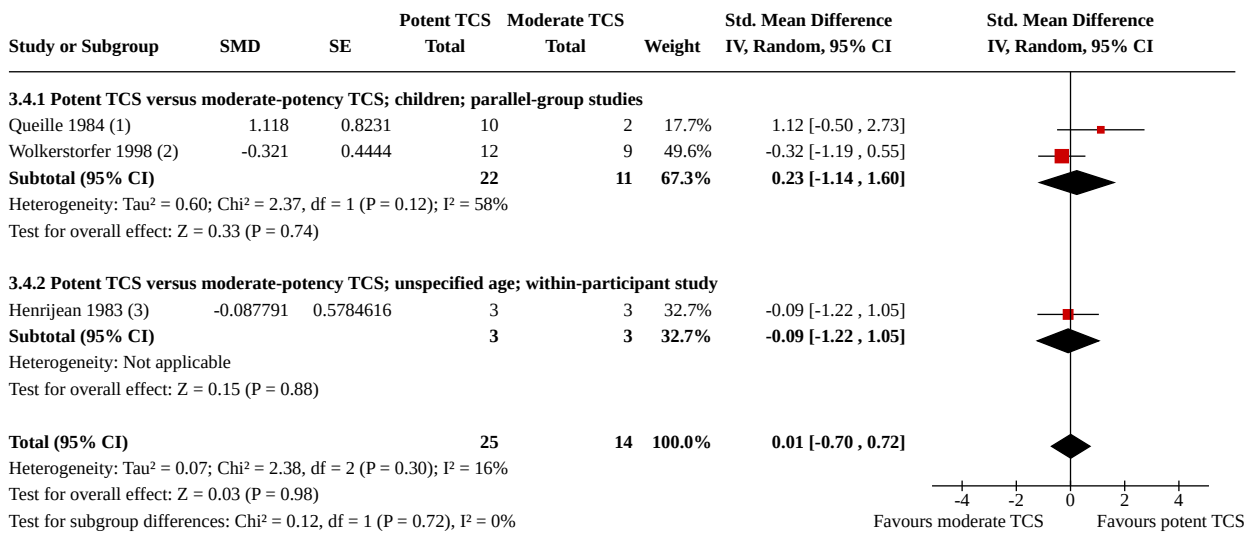 Potent TCS Moderate TCS Std. Mean Difference Std. Mean Difference
Study or Subgroup SMD SE Total Total Weight IV, Random, 95% CI IV, Random, 95% CI
3.4.1 Potent TCS versus moderate-potency TCS; children; parallel-group studies
Queille 1984 (1) 1.118 0.8231 10 2 17.7% 1.12 [-0.50 , 2.73]
Wolkerstorfer 1998 (2) -0.321 0.4444 12 9 49.6% -0.32 [-1.19 , 0.55]
Subtotal (95% CI) 22 11 67.3% 0.23 [-1.14 , 1.60]
Heterogeneity: Tau² = 0.60; Chi² = 2.37, df = 1 (P = 0.12); I² = 58%
Test for overall effect: Z = 0.33 (P = 0.74)
3.4.2 Potent TCS versus moderate-potency TCS; unspecified age; within-participant study
Henrijean 1983 (3) -0.087791 0.5784616 3 3 32.7% -0.09 [-1.22 , 1.05]
Subtotal (95% CI) 3 3 32.7% -0.09 [-1.22 , 1.05]
Heterogeneity: Not applicable
Test for overall effect: Z = 0.15 (P = 0.88)
Total (95% CI) 25 14 100.0% 0.01 [-0.70 , 0.72]
Heterogeneity: Tau² = 0.07; Chi² = 2.38, df = 2 (P = 0.30); I² = 16%
Test for overall effect: Z = 0.03 (P = 0.98)
-4 -2 0 2 4
Test for subgroup differences: Chi² = 0.12, df = 1 (P = 0.72), I² = 0%
Favours moderate TCS Favours potent TCS